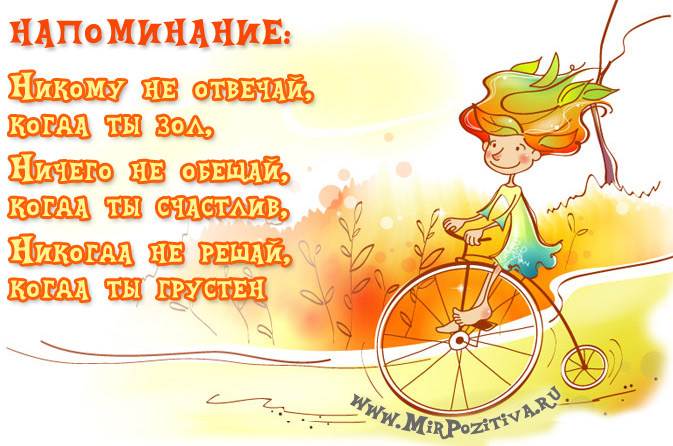 НАПОМИНАНИЕ:
Никому не отвечай,
когда ты зол,
Ничего не обещай,
когда ты счастлив,
Никогда не решай,
когда ты грустен
www.MirPozitiva.ru